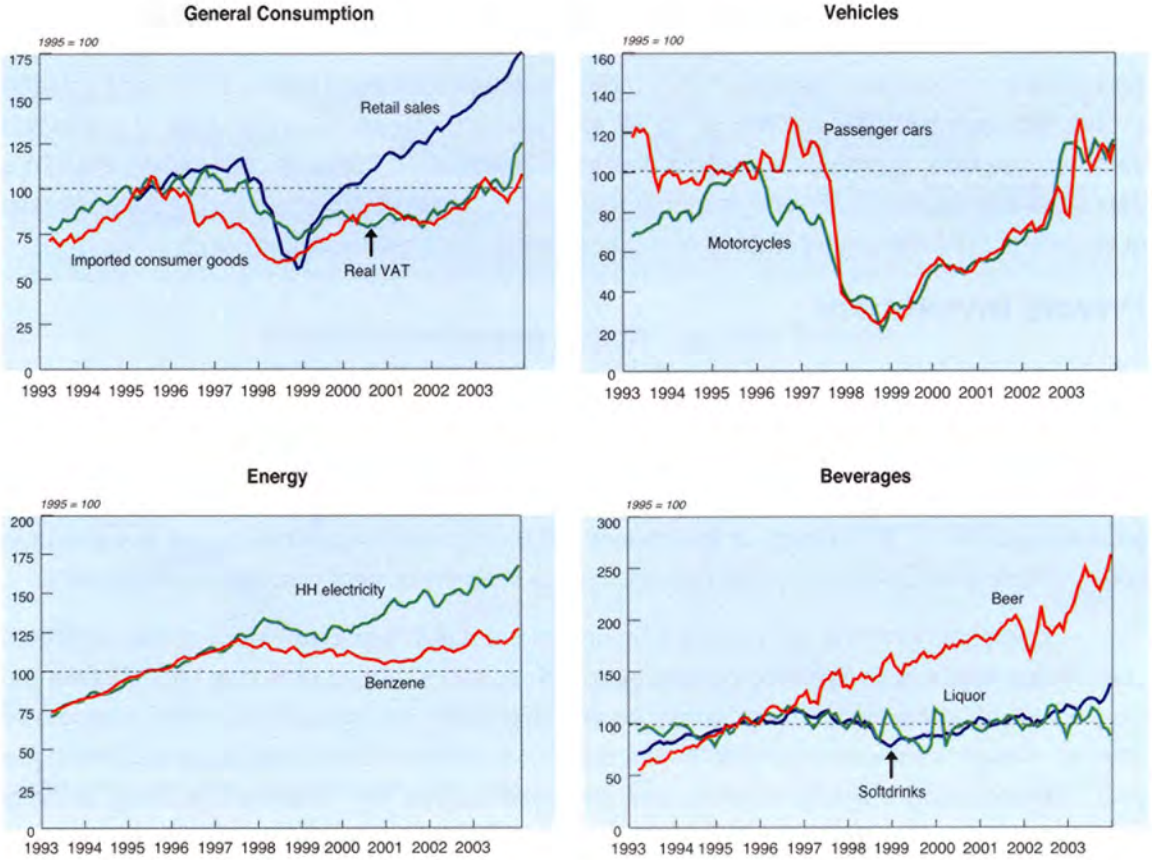 General Consumption
1995 = 100
175
150
125
100
75
50
25
0
Retail sales
Imported consumer goods
Real VAT
1993 1994 1995 1996 1997 1998 1999 2000 2001 2002 2003
Vehicles
1995 = 100
160
140
120
100
80
60
40
20
0
Passenger cars
Motorcycles
1993 1994 1995 1996 1997 1998 1999 2000 2001 2002 2003
Energy
1995 = 100
200
175
150
125
100
75
50
25
0
HH electricity
Benzene
1993 1994 1995 1996 1997 1998 1999 2000 2001 2002 2003
Beverages
1995 = 100
300
250
200
150
100
50
0
Beer
Liquor
Softdrinks
1993 1994 1995 1996 1997 1998 1999 2000 2001 2002 2003